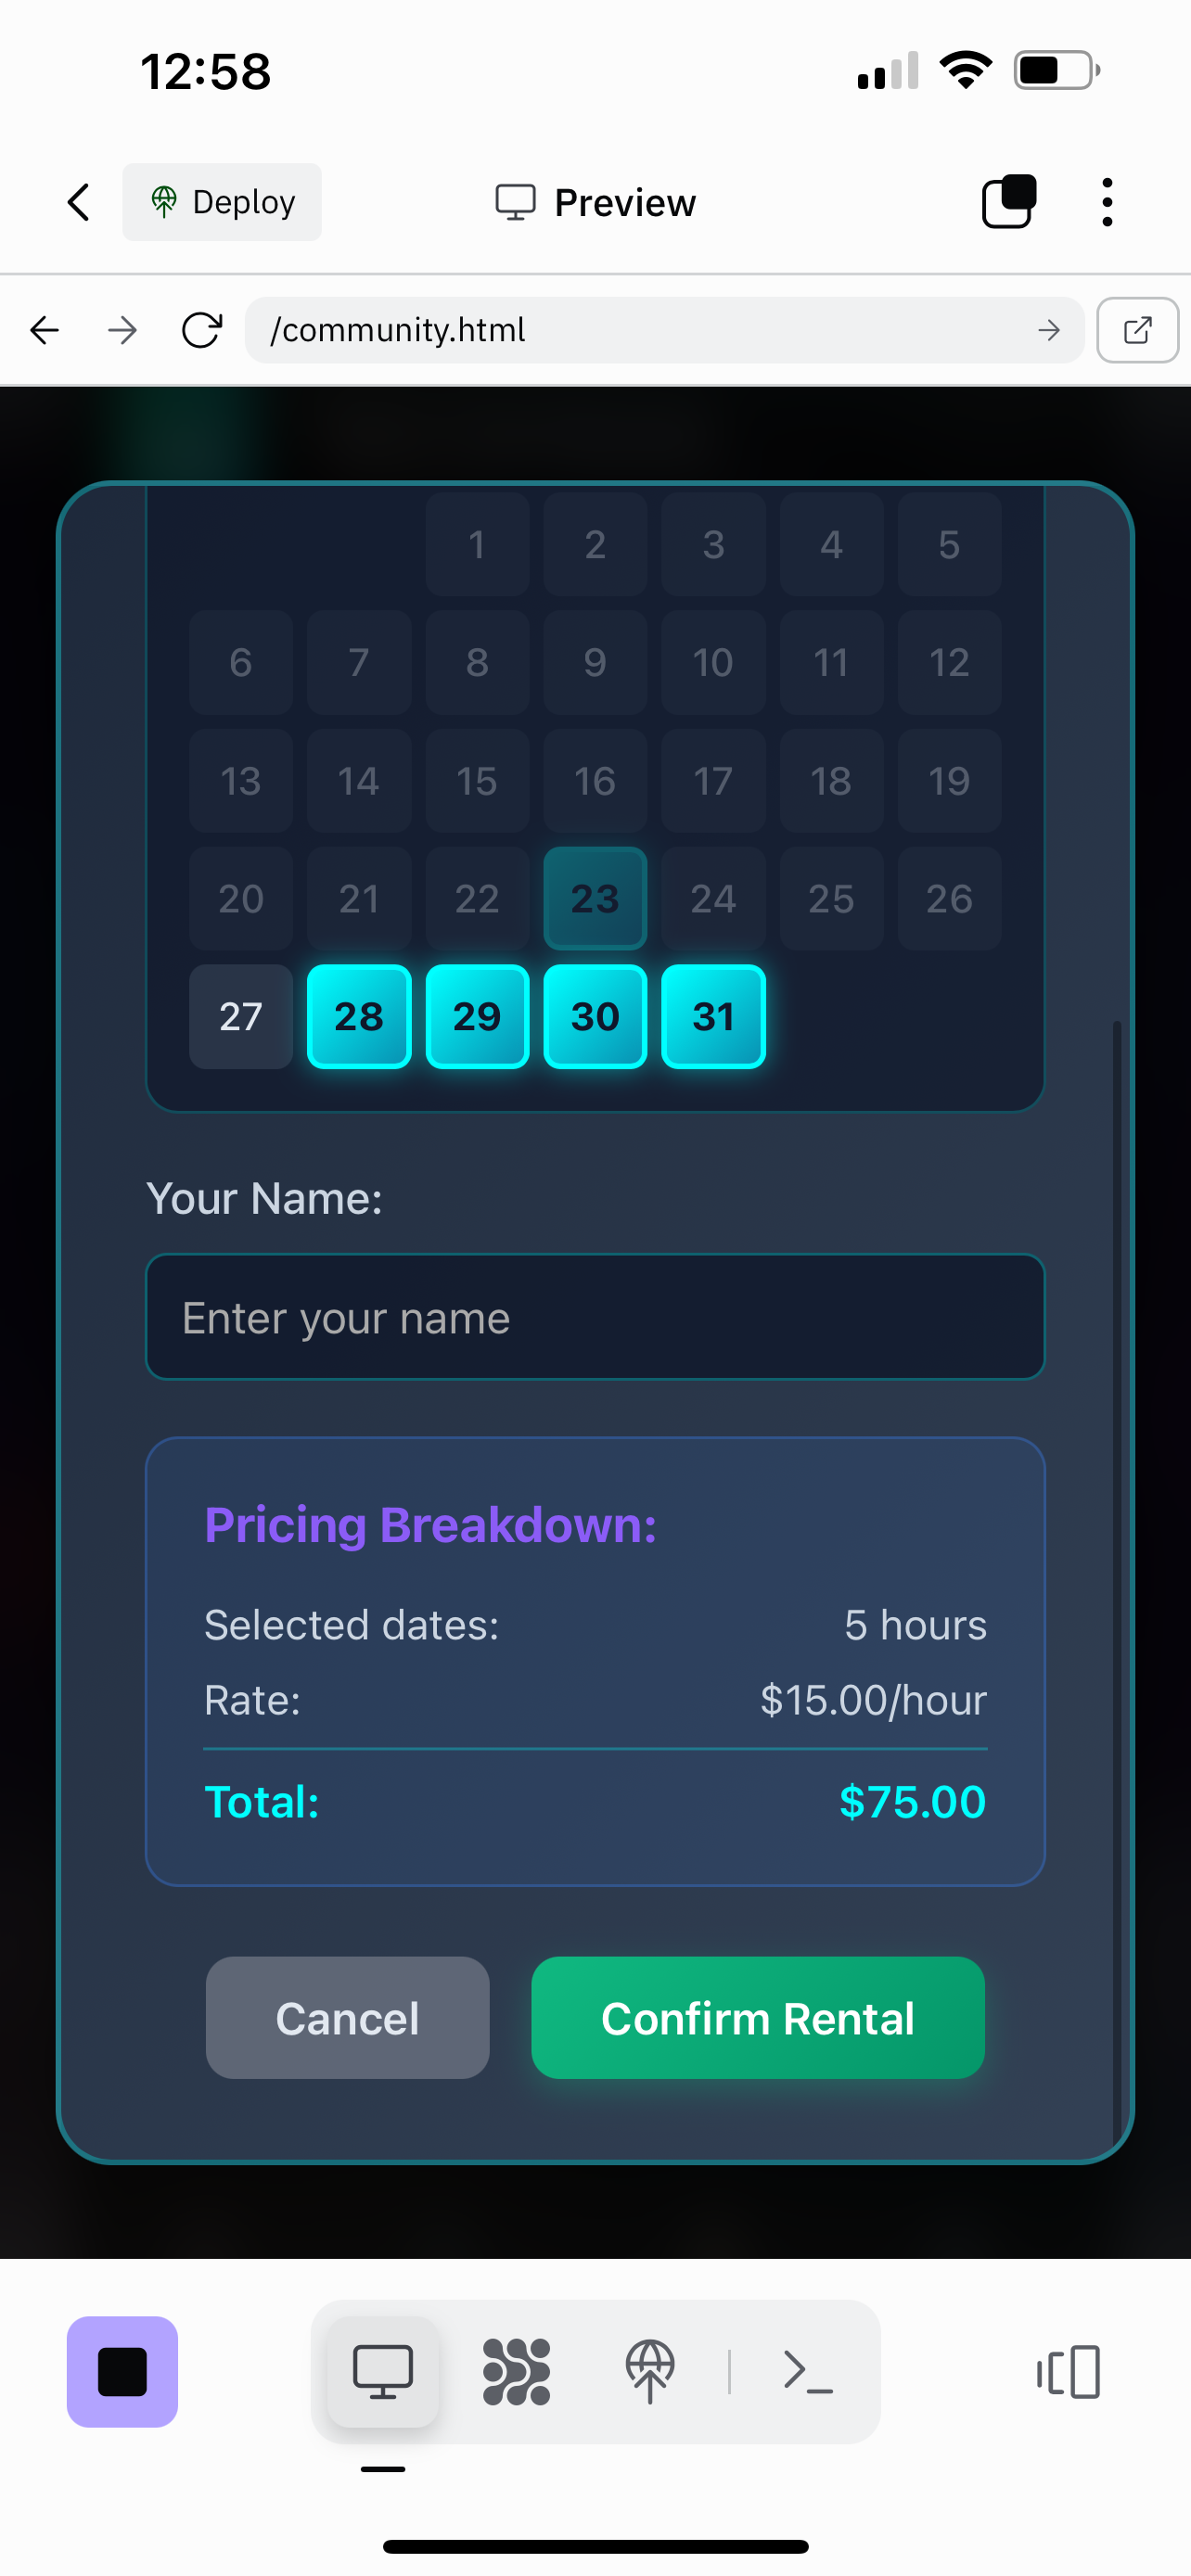 12:58
Deploy
Preview
/community.html
1 2 3 4 5
6 7 8 9 10 11 12
13 14 15 16 17 18 19
20 21 22 23 24 25 26
27 28 29 30 31
Your Name:
Enter your name
Pricing Breakdown:
Selected dates: 5 hours
Rate: $15.00/hour
Total: $75.00
Cancel Confirm Rental